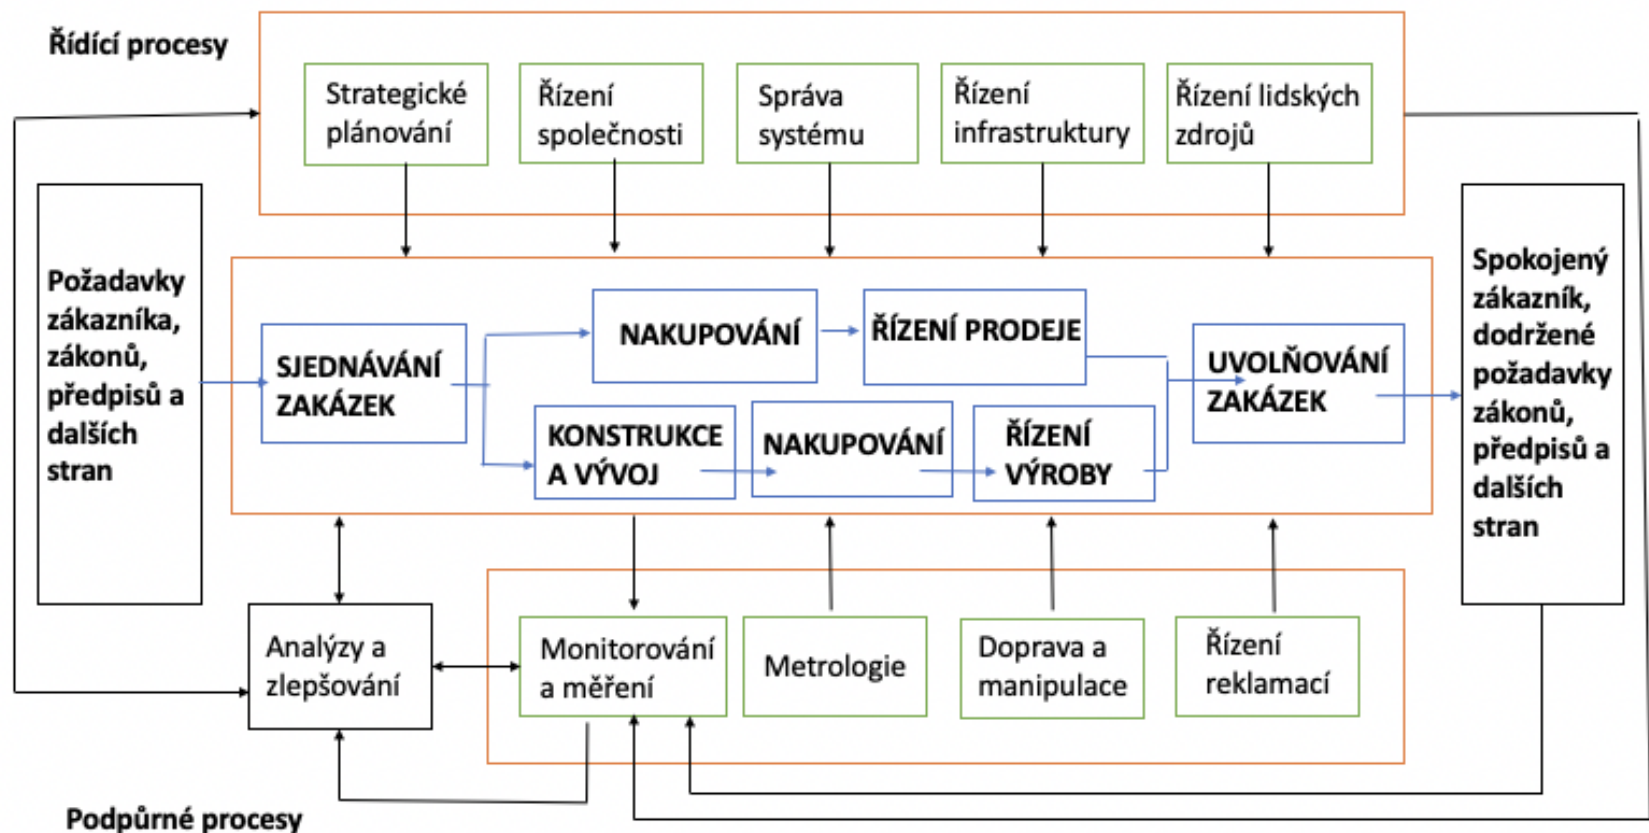 Řídící procesy
Strategické
plánování
Řízení
společnosti
Správa
systému
Řízení
infrastruktury
Řízení lidských
zdrojů
Požadavky
zákazníka,
zákonů,
předpisů a
dalších
stran
SJEDNÁVÁNÍ
ZAKÁZEK
NAKUPOVÁNÍ
ŘÍZENÍ PRODEJE
KONSTRUKCE
A VÝVOJ
NAKUPOVÁNÍ
ŘÍZENÍ
VÝROBY
UVOLŇOVÁNÍ
ZAKÁZEK
Spokojený
zákazník,
dodržené
požadavky
zákonů,
předpisů a
dalších
stran
Analýzy a
zlepšování
Monitorování
a měření
Metrologie
Doprava a
manipulace
Řízení
reklamací
Podpůrné procesy